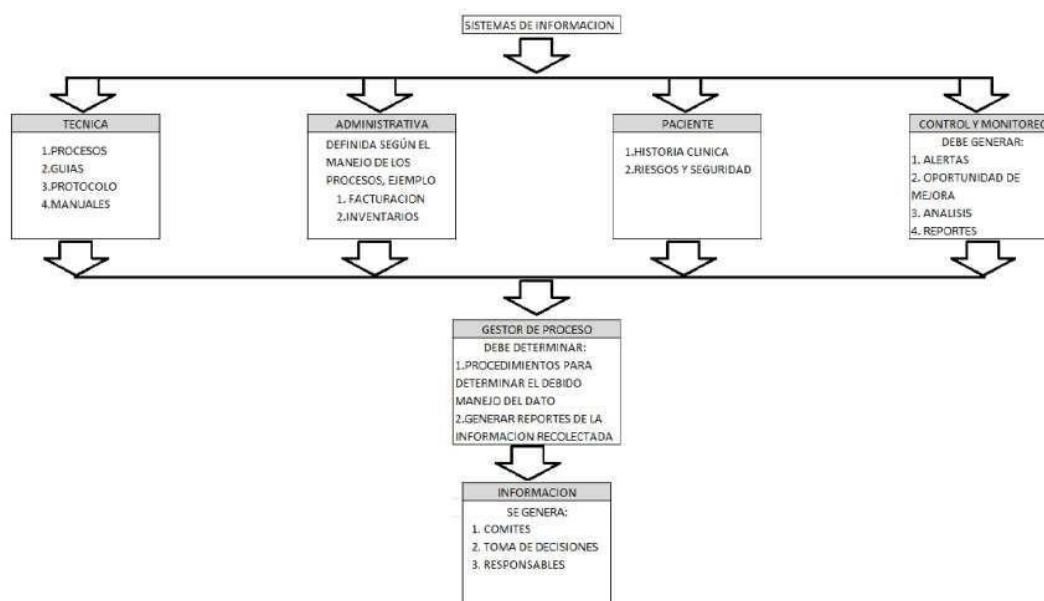 SISTEMAS DE INFORMACION
TECNICA
1.PROCESOS
2.GUIAS
3.PROTOCOLO
4.MANUALES
ADMINISTRATIVA
DEFINIDA SEGÚN EL
MANEJO DE LOS
PROCESOS, EJEMPLO
1. FACTURACION
2.INVENTARIOS
PACIENTE
1.HISTORIA CLINICA
2.RIESGOS Y SEGURIDAD
CONTROL Y MONITOREO
DEBE GENERAR:
1. ALERTAS
2. OPORTUNIDAD DE
MEJORA
3. ANALISIS
4. REPORTES
GESTOR DE PROCESO
DEBE DETERMINAR:
1.PROCEDIMIENTOS PARA
DETERMINAR EL DEBIDO
MANEJO DEL DATO
2.GENERAR REPORTES DE LA
INFORMACION RECOLECTADA
INFORMACION
SE GENERA:
1. COMITES
2. TOMA DE DECISIONES
3. RESPONSABLES